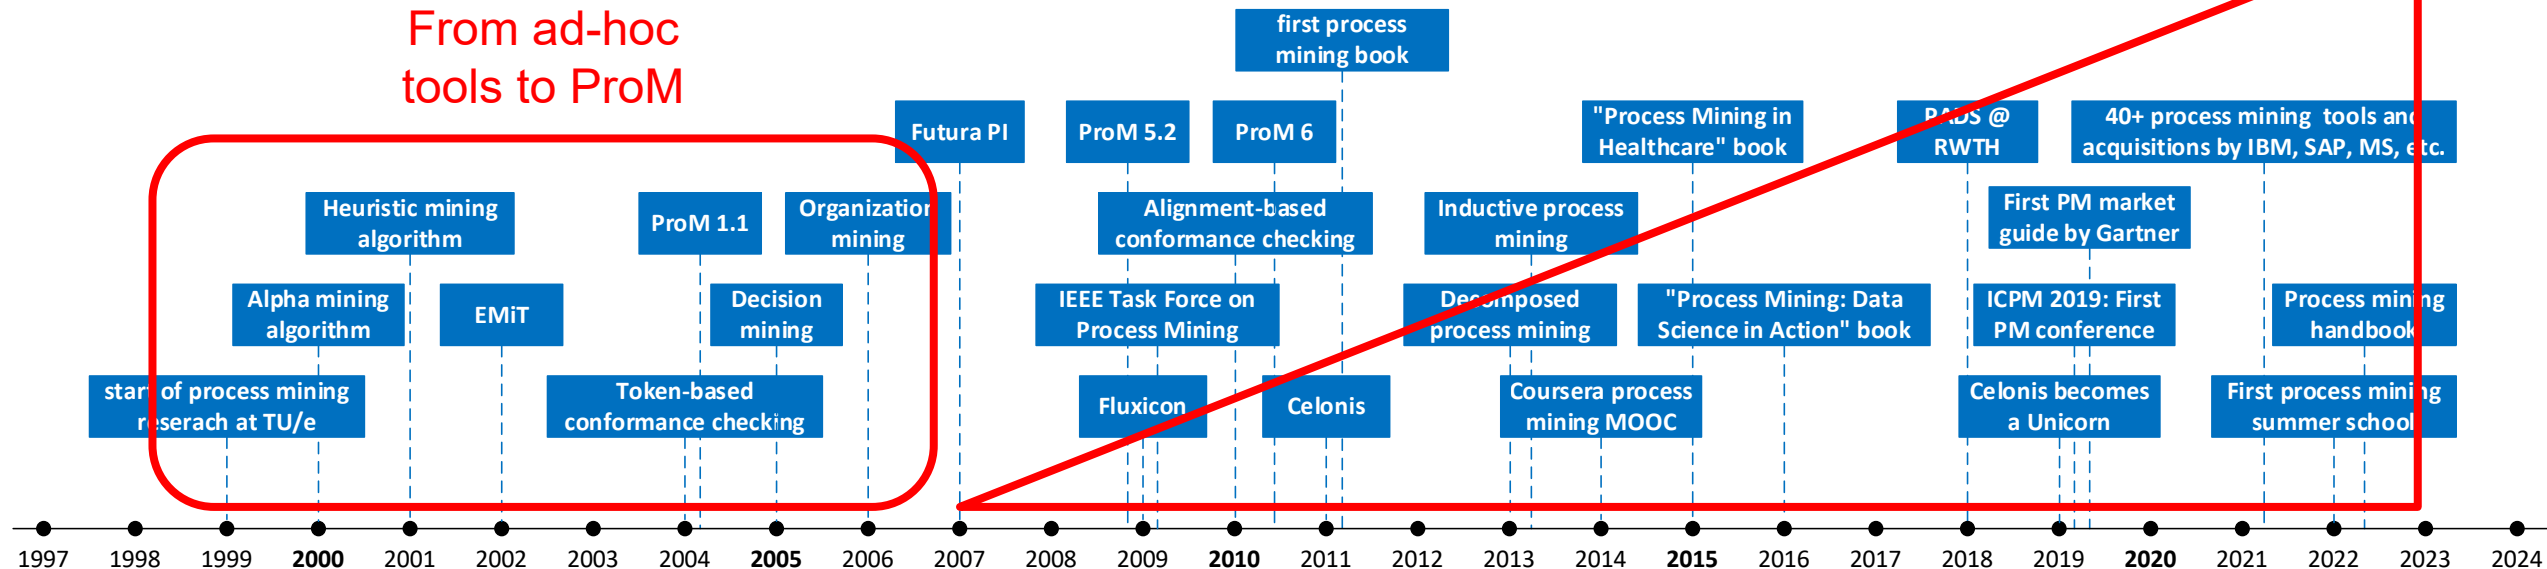 From ad-hoc
tools to ProM
first process
mining book
Futura PI
ProM 5.2
ProM 6
"Process Mining in
Healthcare" book
PADS @
RWTH
40+ process mining tools and
acquisitions by IBM, SAP, MS, etc.
Heuristic mining
algorithm
ProM 1.1
Organization
mining
Alignment-based
conformance checking
Inductive process
mining
First PM market
guide by Gartner
Alpha mining
algorithm
EMiT
Decision
mining
IEEE Task Force on
Process Mining
Decomposed
process mining
"Process Mining: Data
Science in Action" book
ICPM 2019: First
PM conference
Process mining
handbook
start of process mining
reserach at TU/e
Token-based
conformance checking
Fluxicon
Celonis
Coursera process
mining MOOC
Celonis becomes
a Unicorn
First process mining
summer school
1997 1998 1999 2000 2001 2002 2003 2004 2005 2006 2007 2008 2009 2010 2011 2012 2013 2014 2015 2016 2017 2018 2019 2020 2021 2022 2023 2024